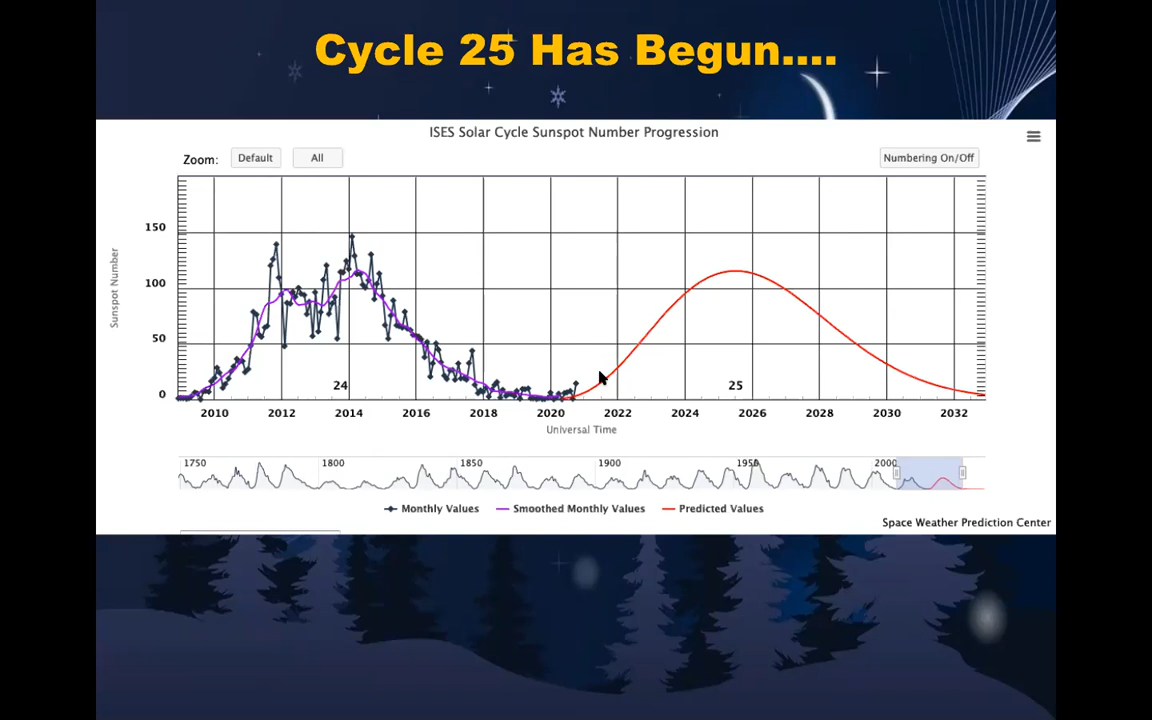 Cycle 25 Has Begun....
ISES Solar Cycle Sunspot Number Progression
Zoom: Default All Numbering On/Off
150
100
50
0
Sunspot Number
24 25
2010 2012 2014 2016 2018 2020 2022 2024 2026 2028 2030 2032
Universal Time
1750 1800 1850 1900 1950 2000
Monthly Values Smoothed Monthly Values Predicted Values
Space Weather Prediction Center